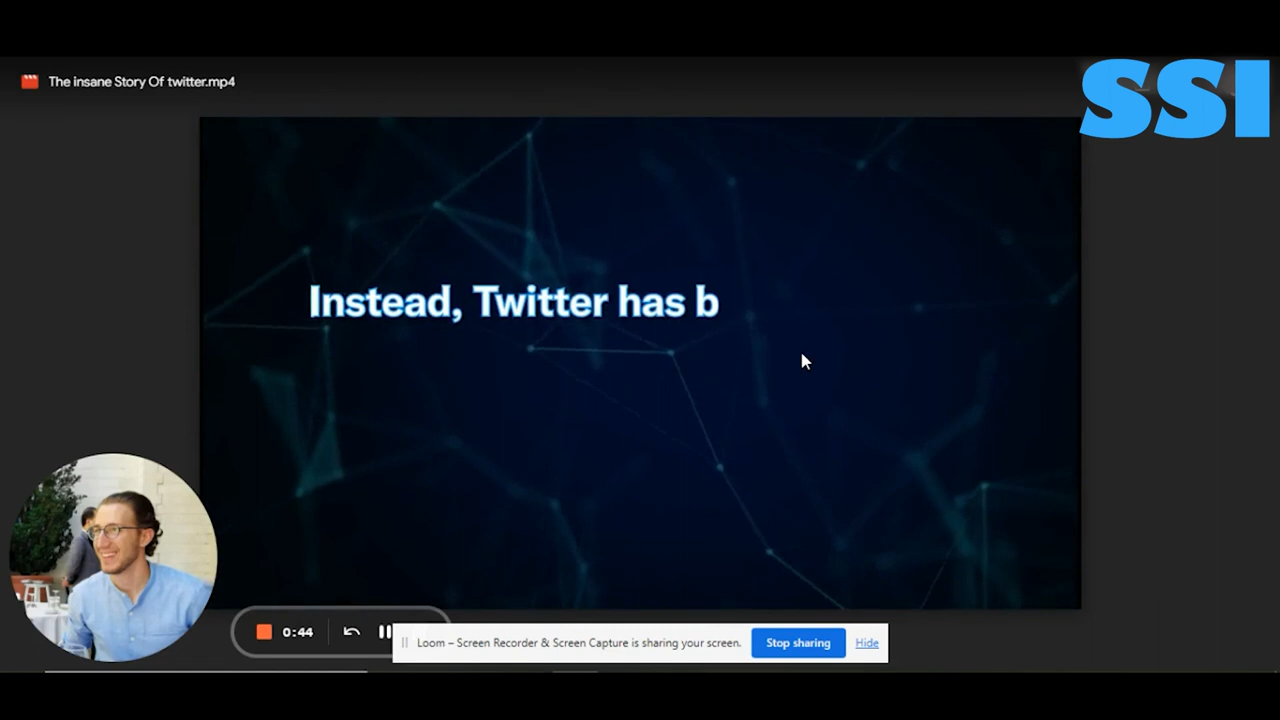 The insane Story Of twitter.mp4
SSI
Instead, Twitter has b
0:44
Loom – Screen Recorder & Screen Capture is sharing your screen.
Stop sharing
Hide